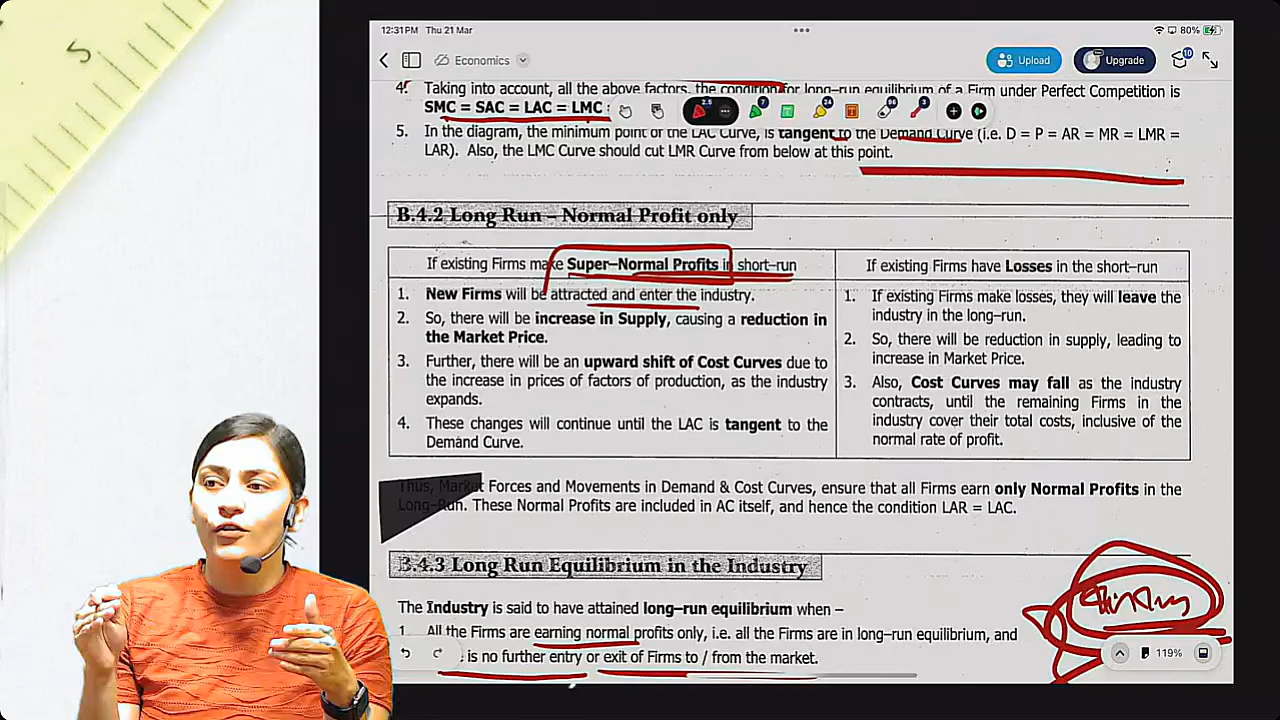 5
12:31PM Thu 21 Mar
80%
Economics
Upload
Upgrade
10
4. Taking into account, all the above factors, the condition for long-run equilibrium of a Firm under Perfect Competition is
SMC = SAC = LAC = LMC
5. In the diagram, the minimum point of the LAC Curve, is tangent to the Demand Curve (i.e. D = P = AR = MR = LMR =
LAR). Also, the LMC Curve should cut LMR Curve from below at this point.
B.4.2 Long Run – Normal Profit only
If existing Firms make Super–Normal Profits in short–run
1. New Firms will be attracted and enter the industry.
2. So, there will be increase in Supply, causing a reduction in
the Market Price.
3. Further, there will be an upward shift of Cost Curves due to
the increase in prices of factors of production, as the industry
expands.
4. These changes will continue until the LAC is tangent to the
Demand Curve.
If existing Firms have Losses in the short–run
1. If existing Firms make losses, they will leave the
industry in the long–run.
2. So, there will be reduction in supply, leading to
increase in Market Price.
3. Also, Cost Curves may fall as the industry
contracts, until the remaining Firms in the
industry cover their total costs, inclusive of the
normal rate of profit.
Thus, Market Forces and Movements in Demand & Cost Curves, ensure that all Firms earn only Normal Profits in the
Long–Run. These Normal Profits are included in AC itself, and hence the condition LAR = LAC.
B.4.3 Long Run Equilibrium in the Industry
The Industry is said to have attained long–run equilibrium when –
1. All the Firms are earning normal profits only, i.e. all the Firms are in long–run equilibrium, and
is no further entry or exit of Firms to / from the market.
119%